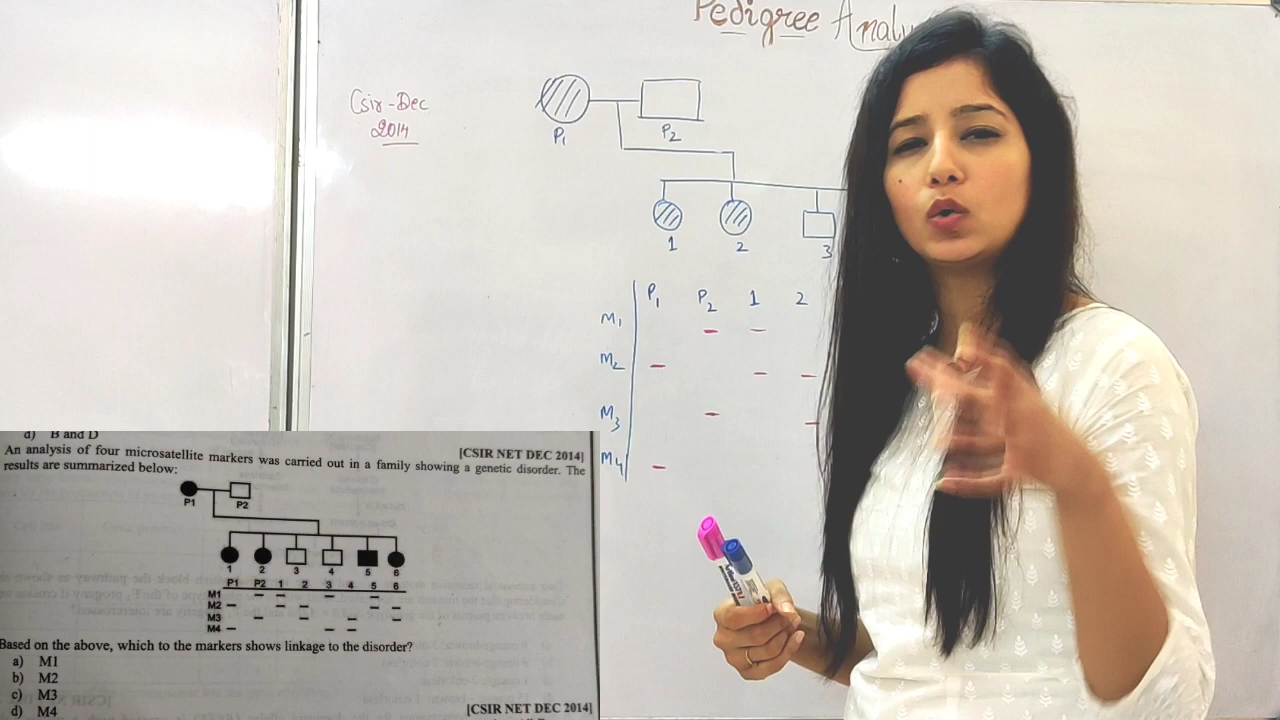 Pedigree Analy
Csir-Dec
2014
P1
P2
1
2
3
P1 P2 1 2
M1
M2
M3
M4
d) B and D
[CSIR NET DEC 2014]
An analysis of four microsatellite markers was carried out in a family showing a genetic disorder. The
results are summarized below:
P1
P2
1 2 3 4 5 6
P1 P2 1 2 3 4 5 6
M1
M2
M3
M4
Based on the above, which to the markers shows linkage to the disorder?
a) M1
b) M2
c) M3
d) M4
[CSIR NET DEC 2014]